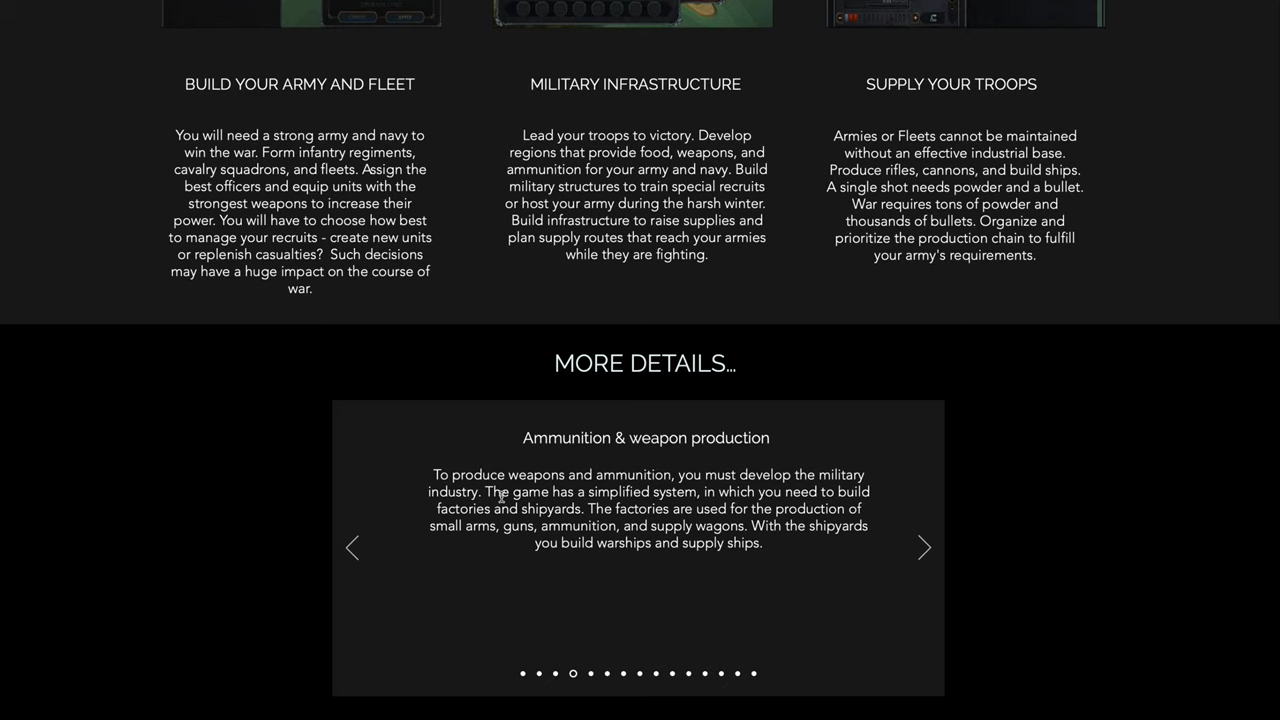 BUILD YOUR ARMY AND FLEET
You will need a strong army and navy to
win the war. Form infantry regiments,
cavalry squadrons, and fleets. Assign the
best officers and equip units with the
strongest weapons to increase their
power. You will have to choose how best
to manage your recruits - create new units
or replenish casualties?  Such decisions
may have a huge impact on the course of
war.
MILITARY INFRASTRUCTURE
Lead your troops to victory. Develop
regions that provide food, weapons, and
ammunition for your army and navy. Build
military structures to train special recruits
or host your army during the harsh winter.
Build infrastructure to raise supplies and
plan supply routes that reach your armies
while they are fighting.
SUPPLY YOUR TROOPS
Armies or Fleets cannot be maintained
without an effective industrial base.
Produce rifles, cannons, and build ships.
A single shot needs powder and a bullet.
War requires tons of powder and
thousands of bullets. Organize and
prioritize the production chain to fulfill
your army's requirements.
MORE DETAILS...
Ammunition & weapon production
To produce weapons and ammunition, you must develop the military
industry. The game has a simplified system, in which you need to build
factories and shipyards. The factories are used for the production of
small arms, guns, ammunition, and supply wagons. With the shipyards
you build warships and supply ships.